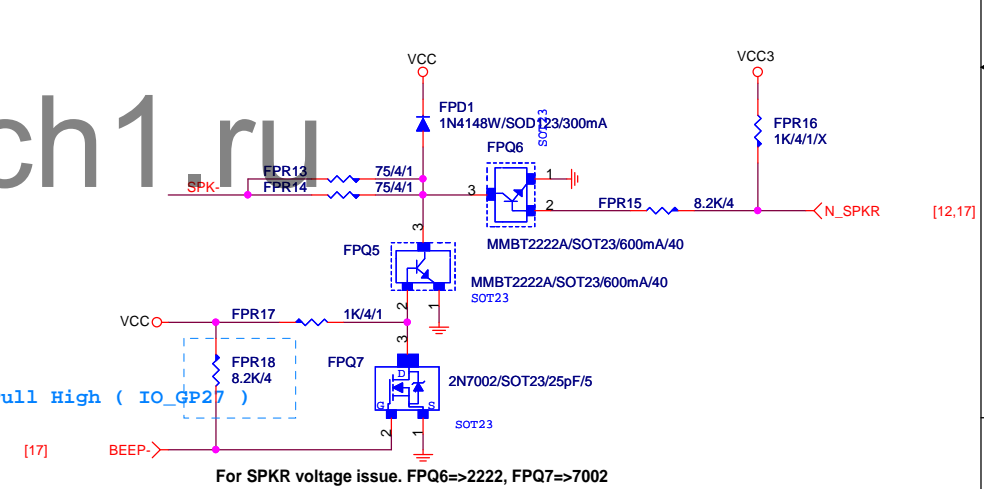 VCC
VCC3
FPD1
1N4148W/SOD123/300mA
SOT23
ch1.ru
FPQ6
FPR16
1K/4/1/X
FPR13 75/4/1
SPK-
FPR14 75/4/1
3
1
2
FPR15 8.2K/4
N_SPKR [12,17]
MMBT2222A/SOT23/600mA/40
3
FPQ5
MMBT2222A/SOT23/600mA/40
SOT23
2
1
VCC
FPR17 1K/4/1
3
FPR18
8.2K/4
FPQ7
D
G
S
2N7002/SOT23/25pF/5
ull High ( IO_GP27 )
SOT23
2
1
[17] BEEP-
For SPKR voltage issue. FPQ6=>2222, FPQ7=>7002